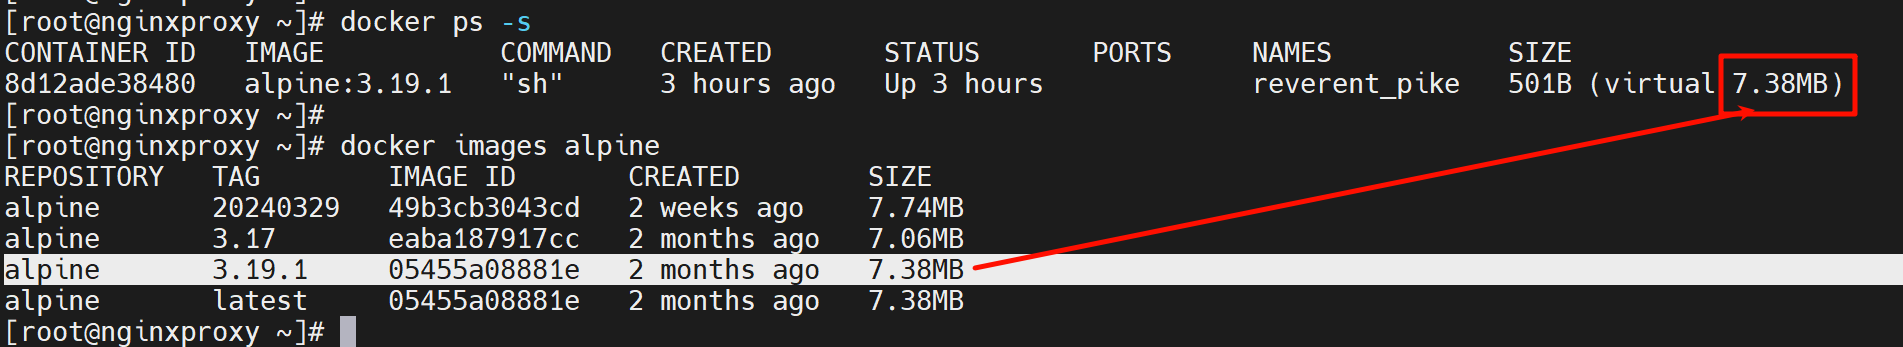 [root@nginxproxy ~]# docker ps -s
CONTAINER ID   IMAGE           COMMAND   CREATED       STATUS       PORTS     NAMES           SIZE
8d12ade38480   alpine:3.19.1   "sh"      3 hours ago   Up 3 hours             reverent_pike   501B (virtual 7.38MB)
[root@nginxproxy ~]#
[root@nginxproxy ~]# docker images alpine
REPOSITORY   TAG        IMAGE ID       CREATED        SIZE
alpine       20240329   49b3cb3043cd   2 weeks ago    7.74MB
alpine       3.17       eaba187917cc   2 months ago   7.06MB
alpine       3.19.1     05455a08881e   2 months ago   7.38MB
alpine       latest     05455a08881e   2 months ago   7.38MB
[root@nginxproxy ~]#